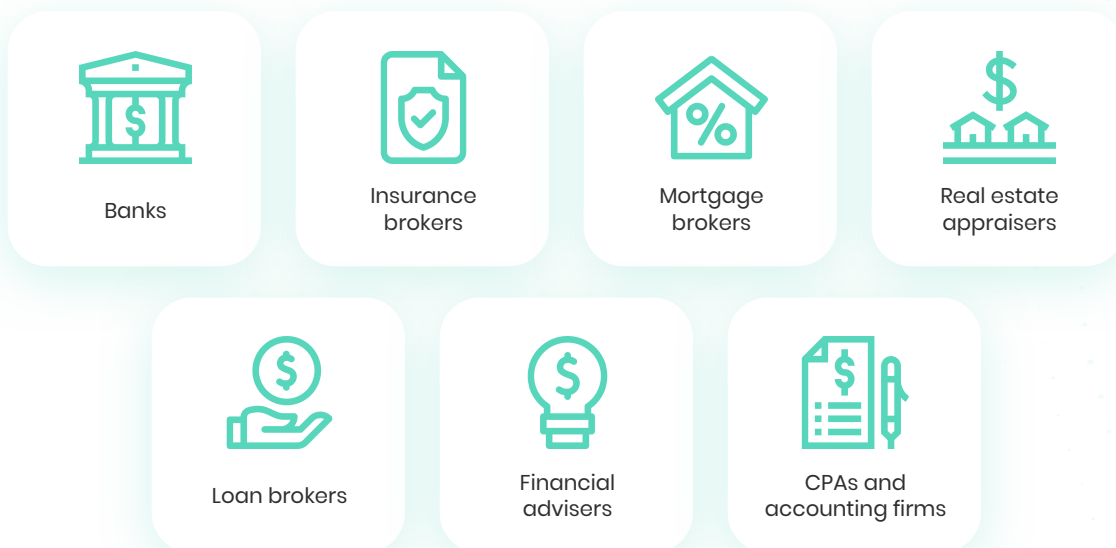 Banks
Insurance
brokers
Mortgage
brokers
Real estate
appraisers
Loan brokers
Financial
advisers
CPAs and
accounting firms